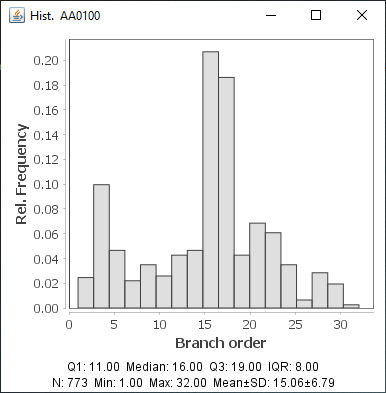 Hist. AA0100
Rel. Frequency
0.20
0.18
0.16
0.14
0.12
0.10
0.08
0.06
0.04
0.02
0.00
0 5 10 15 20 25 30
Branch order
Q1: 11.00 Median: 16.00 Q3: 19.00 IQR: 8.00
N: 773 Min: 1.00 Max: 32.00 Mean±SD: 15.06±6.79